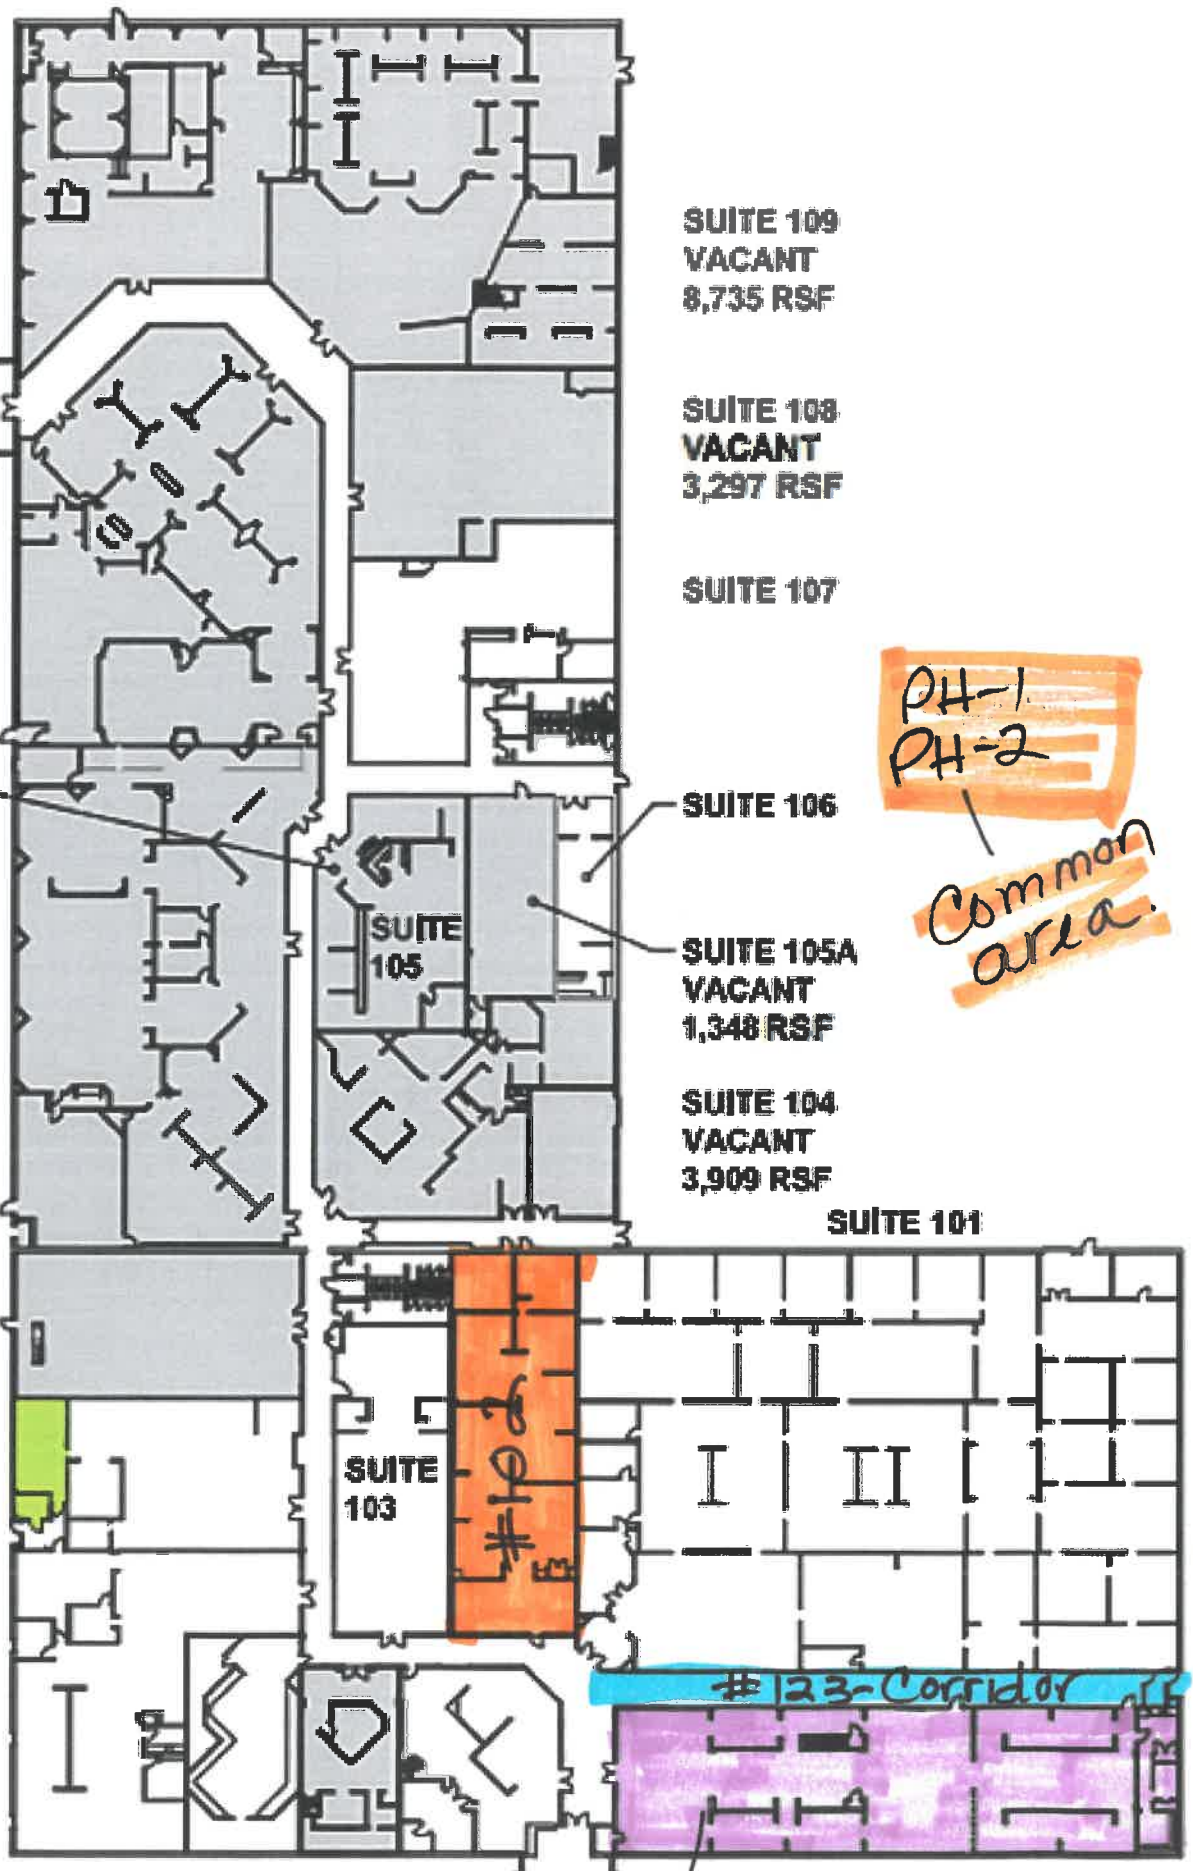 SUITE 109
VACANT
8,735 RSF
SUITE 108
VACANT
3,297 RSF
SUITE 107
PH-1
PH-2
Common
area.
SUITE 106
SUITE
105
SUITE 105A
VACANT
1,348 RSF
SUITE 104
VACANT
3,909 RSF
SUITE 101
SUITE
103
#102
#123-Corridor